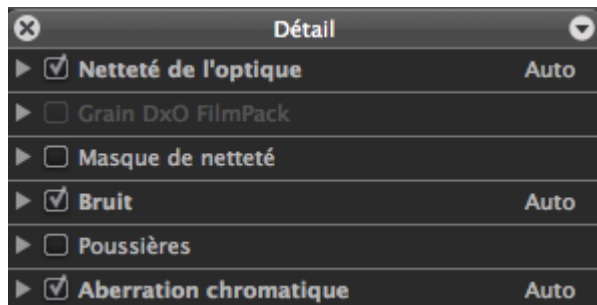 Détail
Netteté de l'optique Auto
Grain DxO FilmPack
Masque de netteté
Bruit Auto
Poussières
Aberration chromatique Auto